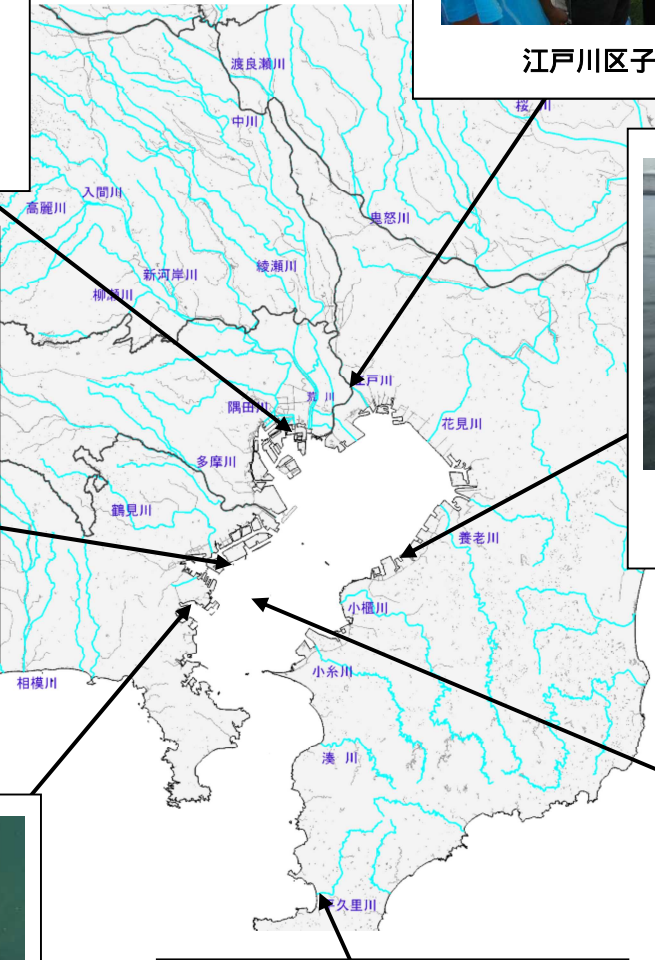 江戸川区子
渡良瀬川
桜 川
中川
入間川
高麗川
鬼怒川
綾瀬川
新河岸川
柳瀬川
江戸川
荒 川
隅田川
花見川
多摩川
鶴見川
養老川
小櫃川
小糸川
相模川
湊 川
久里川